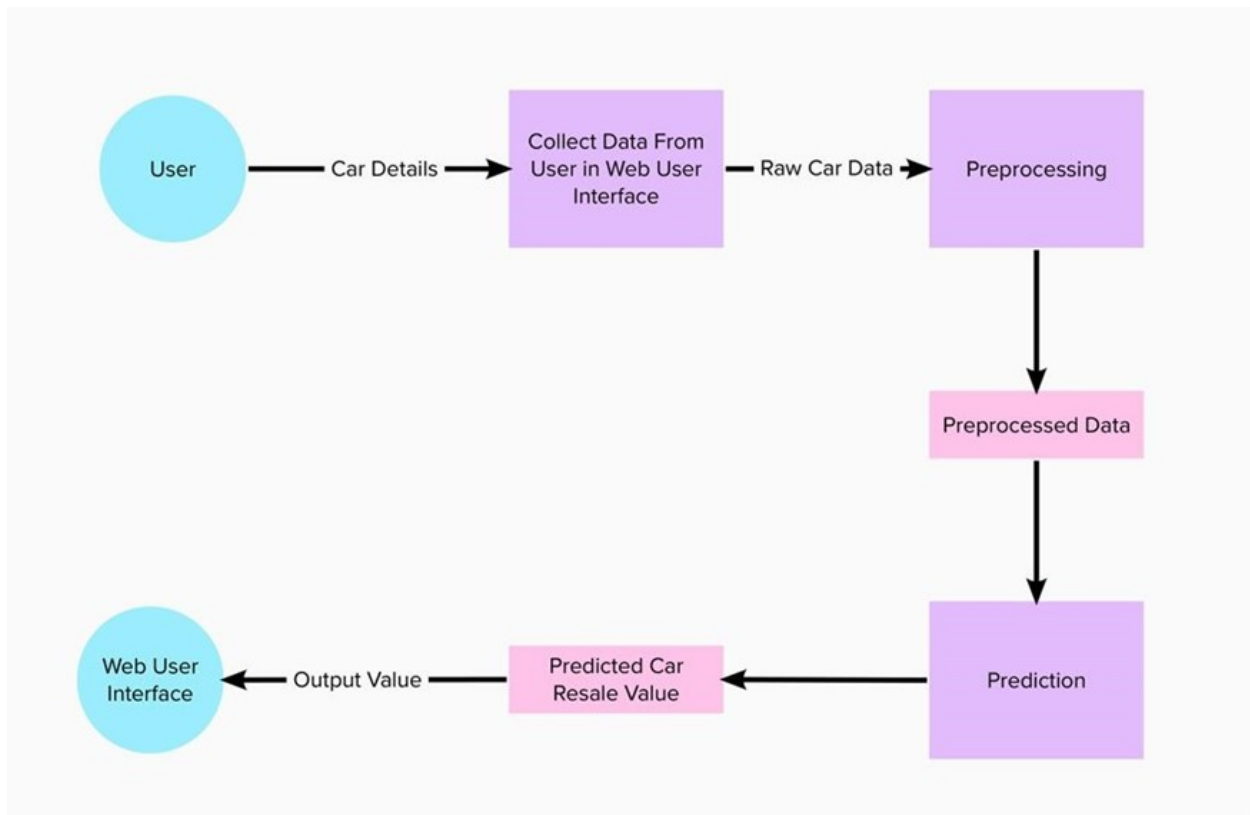 User
Car Details
Collect Data From
User in Web User
Interface
Raw Car Data
Preprocessing
Preprocessed Data
Prediction
Predicted Car
Resale Value
Output Value
Web User
Interface